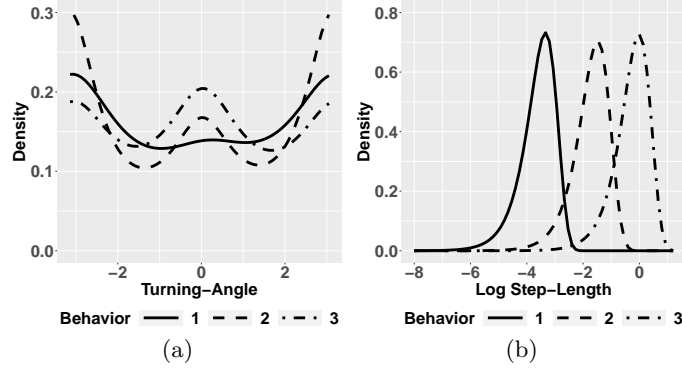 0.3
0.2
0.1
0.0
Density
−2 0 2
Turning−Angle
Behavior 1 2 3
(a)
0.8
0.6
0.4
0.2
0.0
Density
−8 −6 −4 −2 0
Log Step−Length
Behavior 1 2 3
(b)